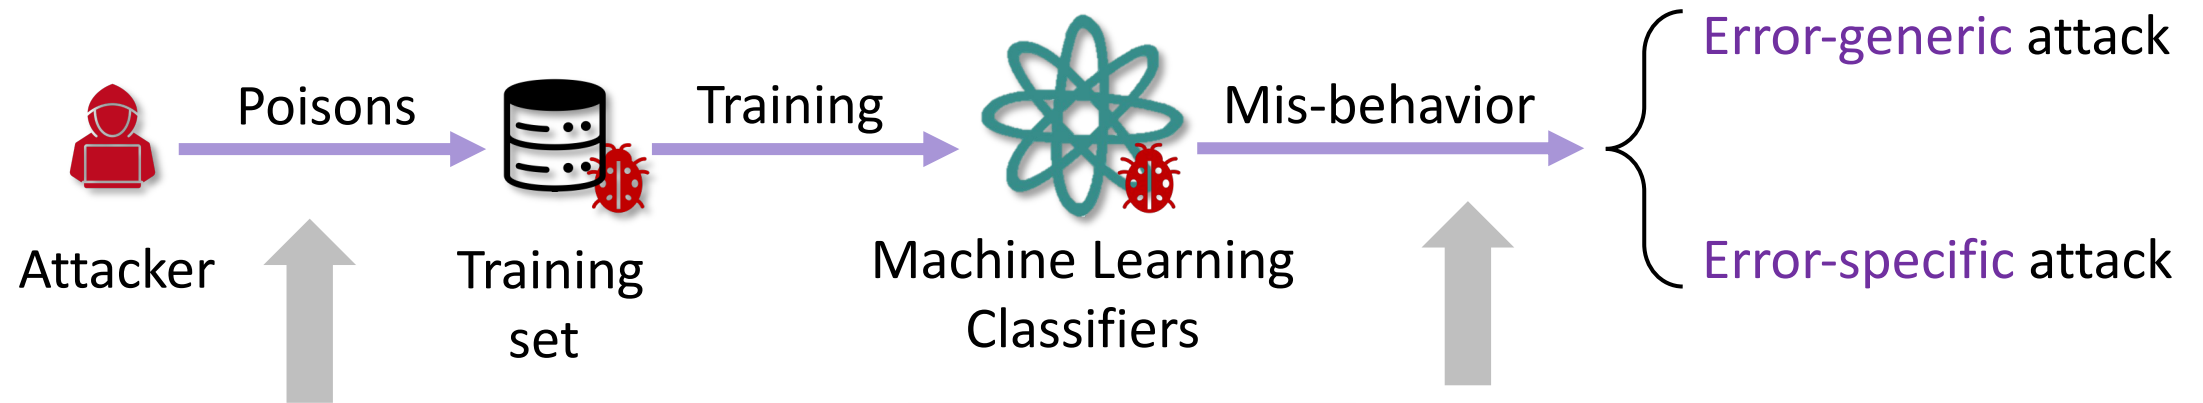 Attacker
Poisons
Training
set
Training
Machine Learning
Classifiers
Mis-behavior
Error-generic attack
Error-specific attack